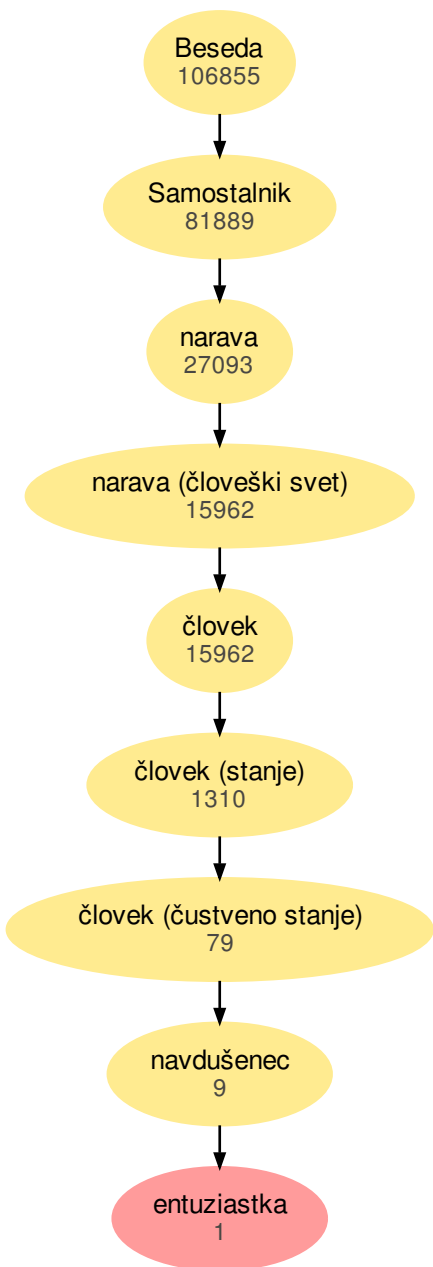 Beseda
106855
Samostalnik
81889
narava
27093
narava (človeški svet)
15962
človek
15962
človek (stanje)
1310
človek (čustveno stanje)
79
navdušenec
9
entuziastka
1